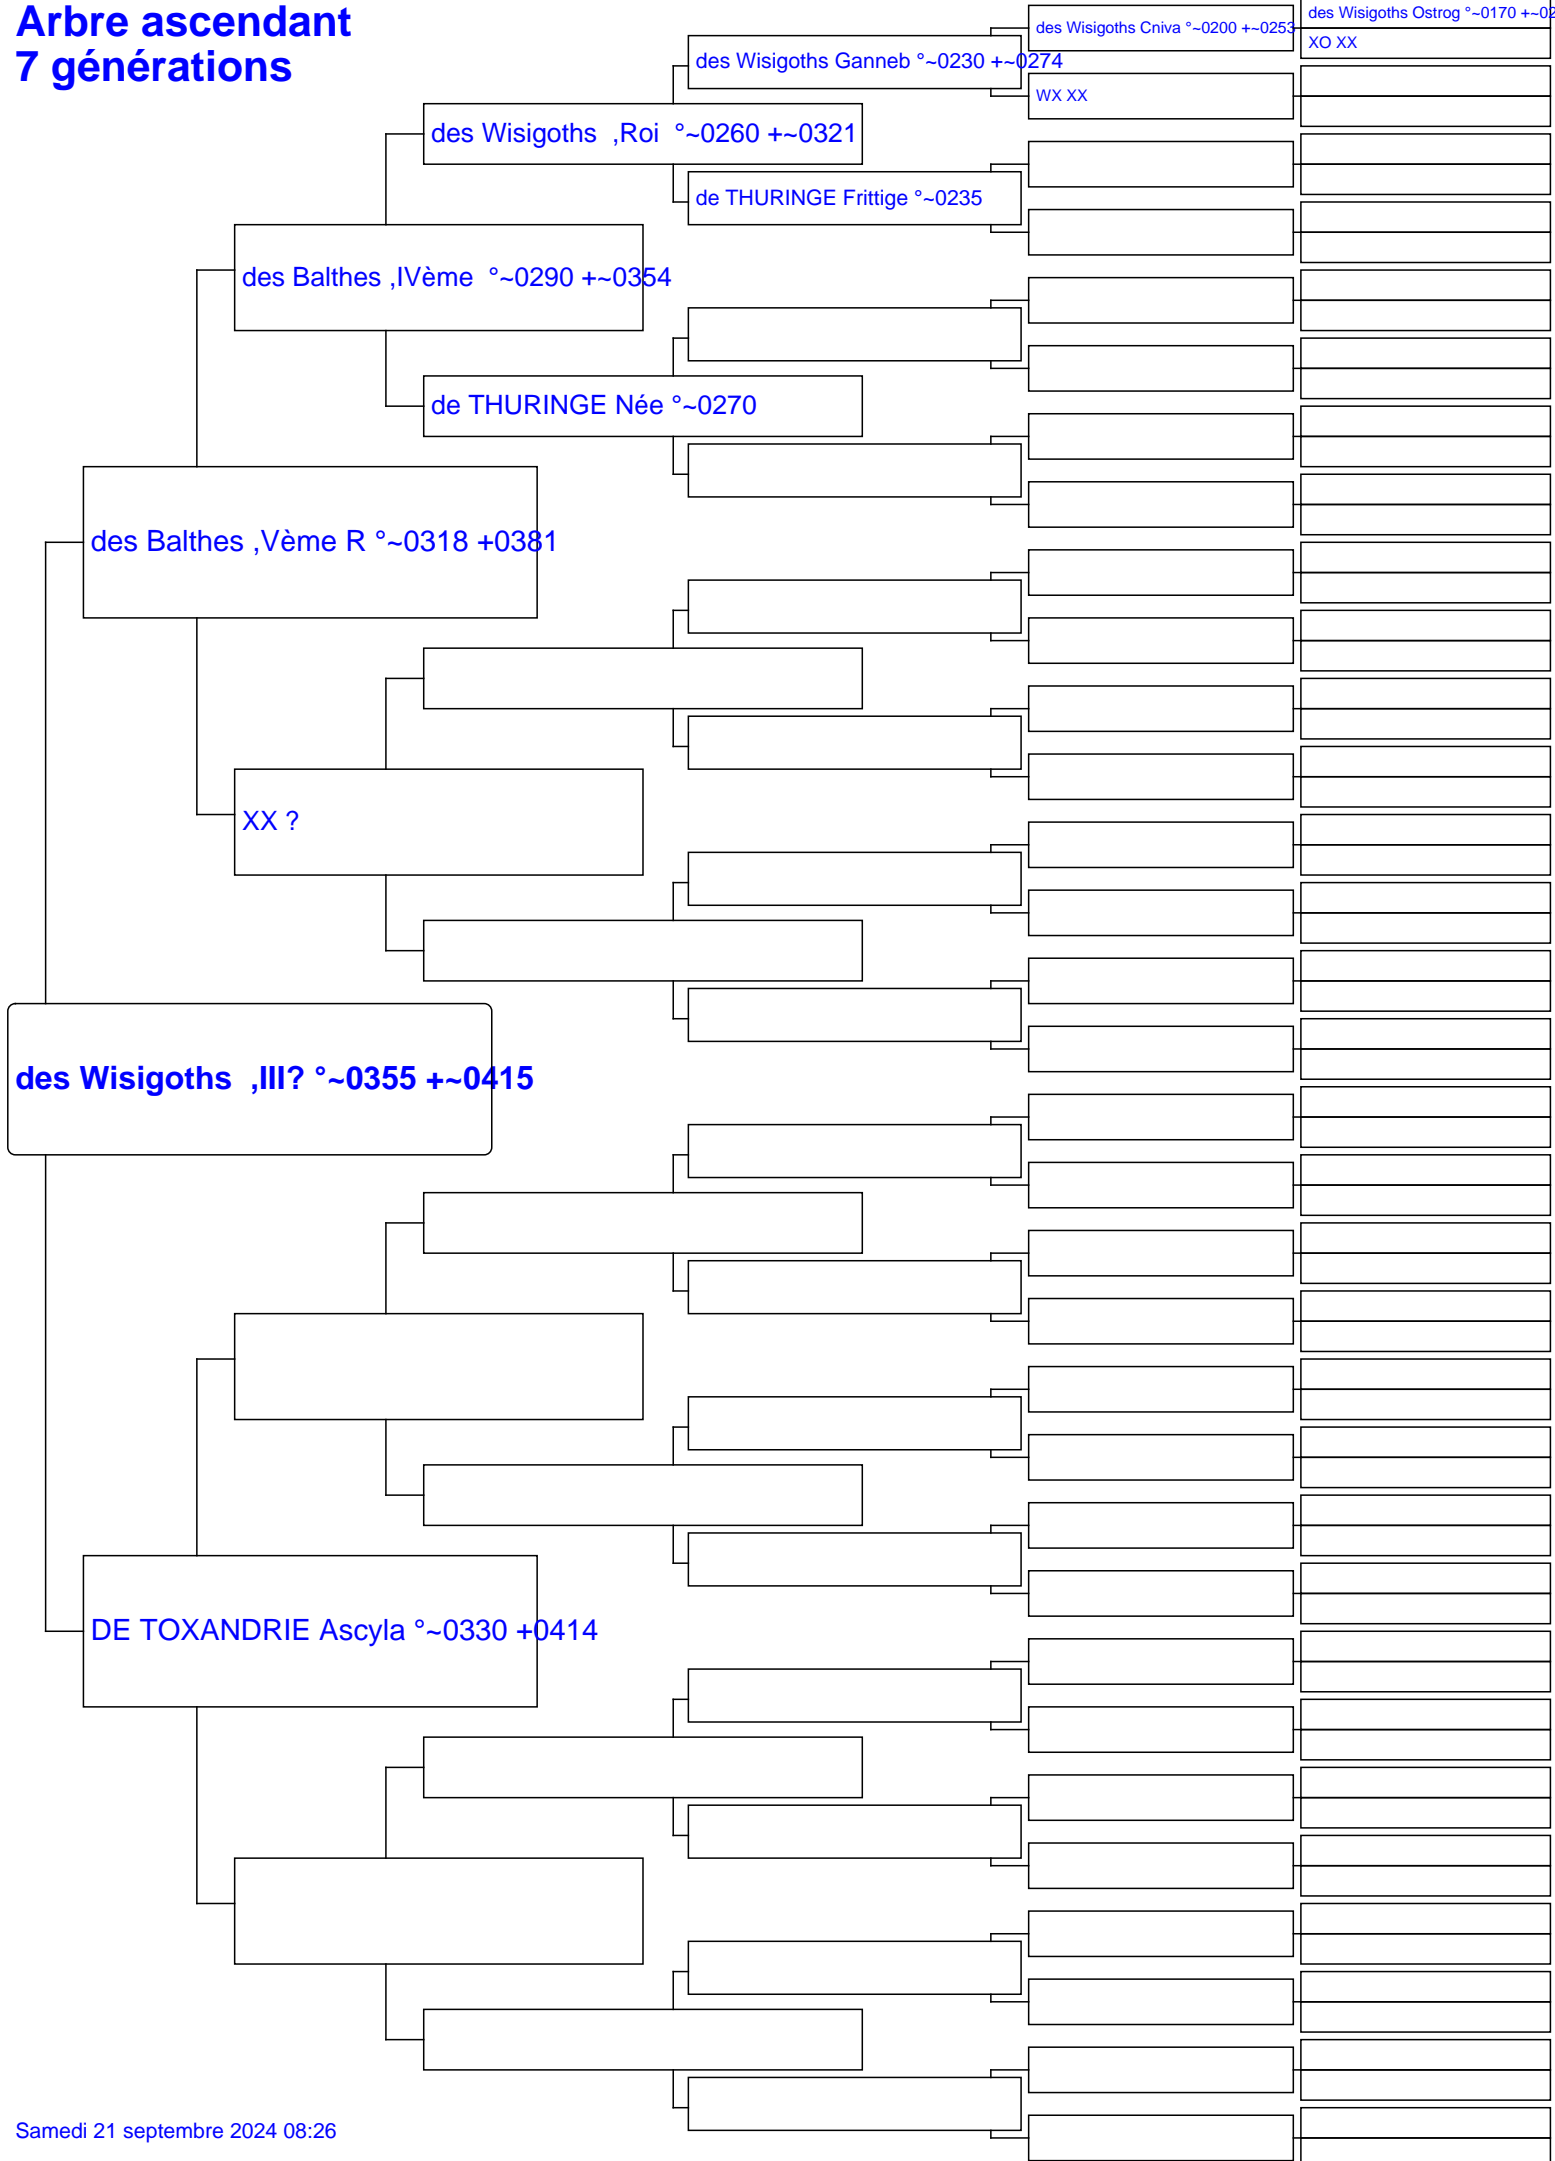 Arbre ascendant
7 générations
des Wisigoths Ostrog °~0170 +~02
des Wisigoths Cniva °~0200 +~0253
XO XX
des Wisigoths Ganneb °~0230 +~0274
WX XX
des Wisigoths ,Roi °~0260 +~0321
de THURINGE Frittige °~0235
des Balthes ,IVème °~0290 +~0354
de THURINGE Née °~0270
des Balthes ,Vème R °~0318 +0381
XX ?
des Wisigoths ,III? °~0355 +~0415
DE TOXANDRIE Ascyla °~0330 +0414
Samedi 21 septembre 2024 08:26